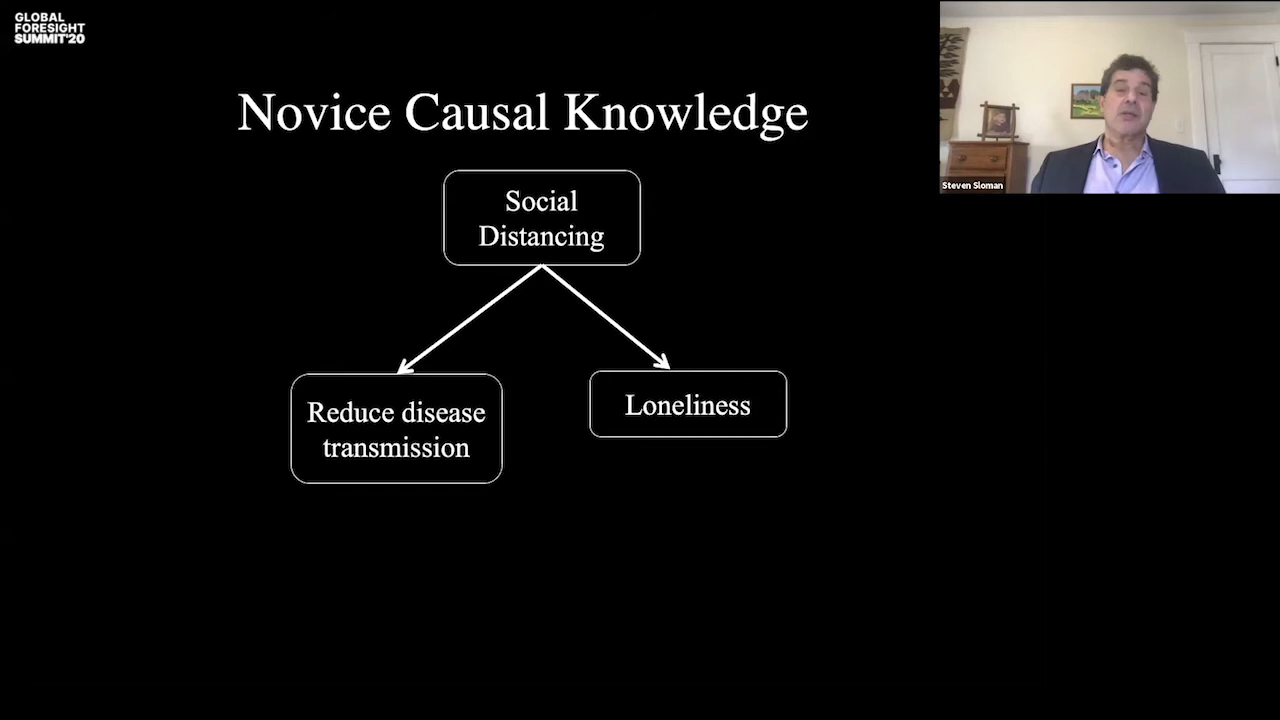 GLOBAL
FORESIGHT
SUMMIT'20
Novice Causal Knowledge
Social
Distancing
Reduce disease
transmission
Loneliness
Steven Sloman